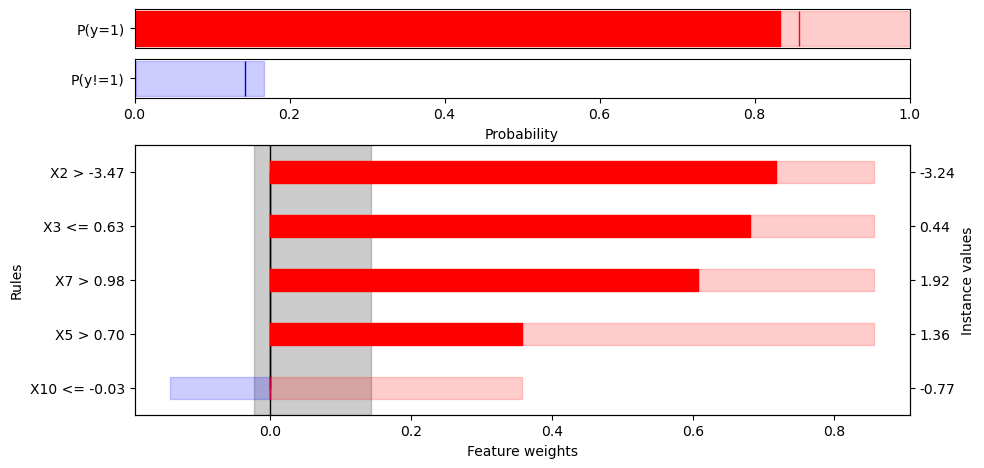 P(y=1)
P(y!=1)
0.0 0.2 0.4 0.6 0.8 1.0
Probability
X2 > -3.47 -3.24
X3 <= 0.63 0.44
X7 > 0.98 1.92
X5 > 0.70 1.36
X10 <= -0.03 -0.77
Rules
Instance values
0.0 0.2 0.4 0.6 0.8
Feature weights